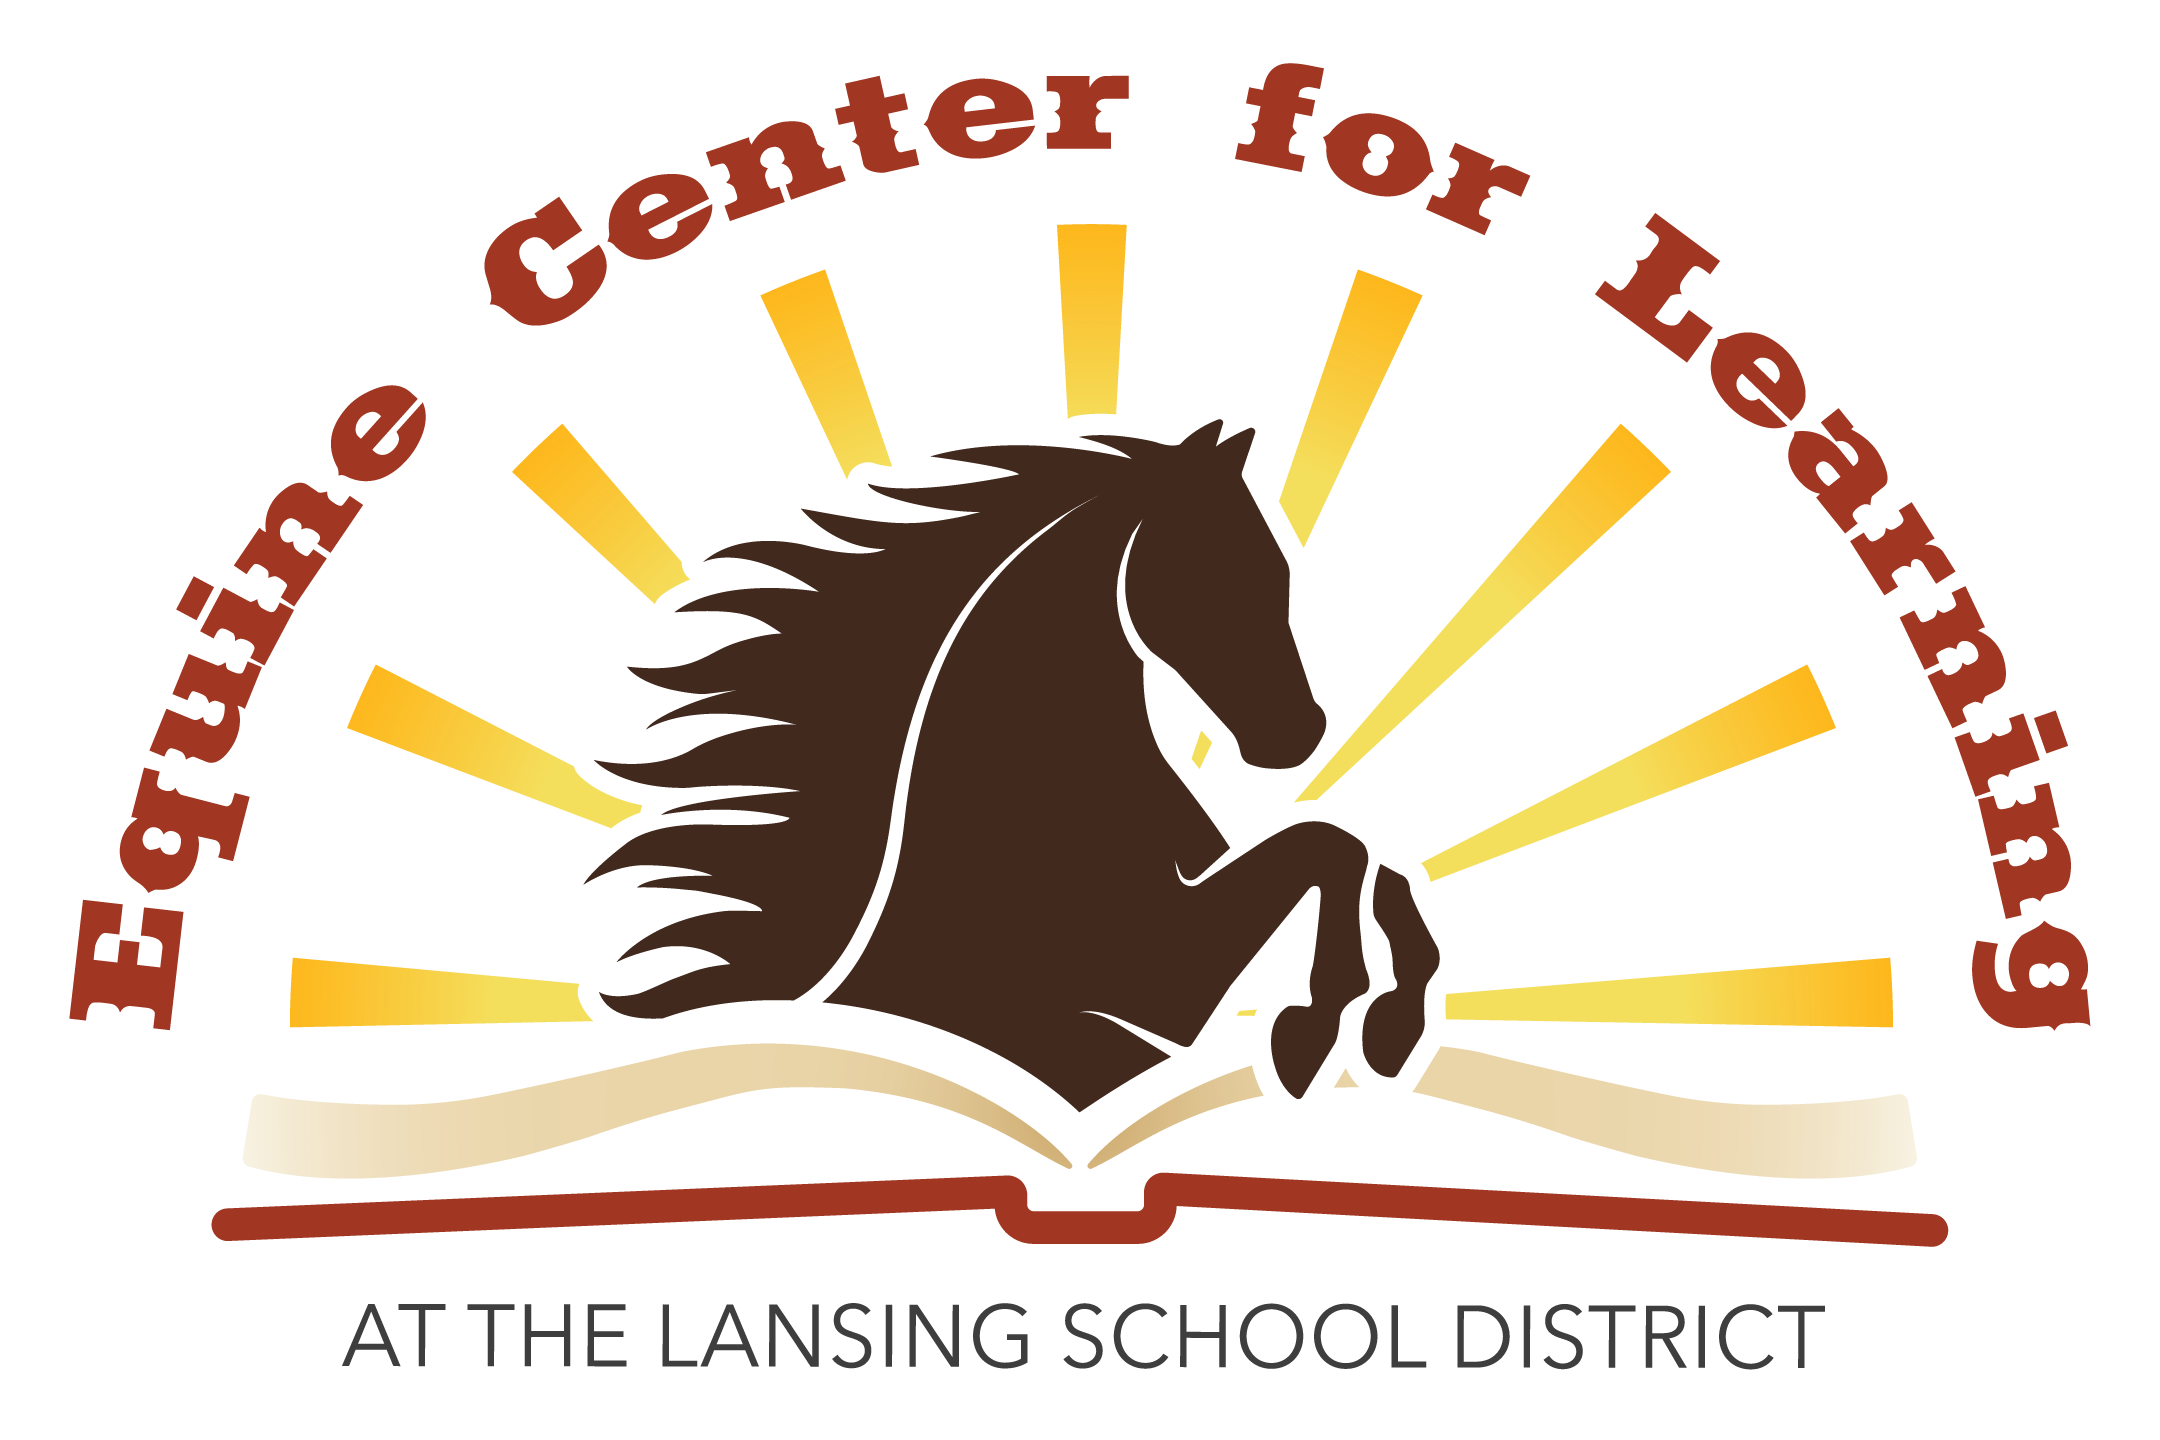 Equine Center for Learning
AT THE LANSING SCHOOL DISTRICT